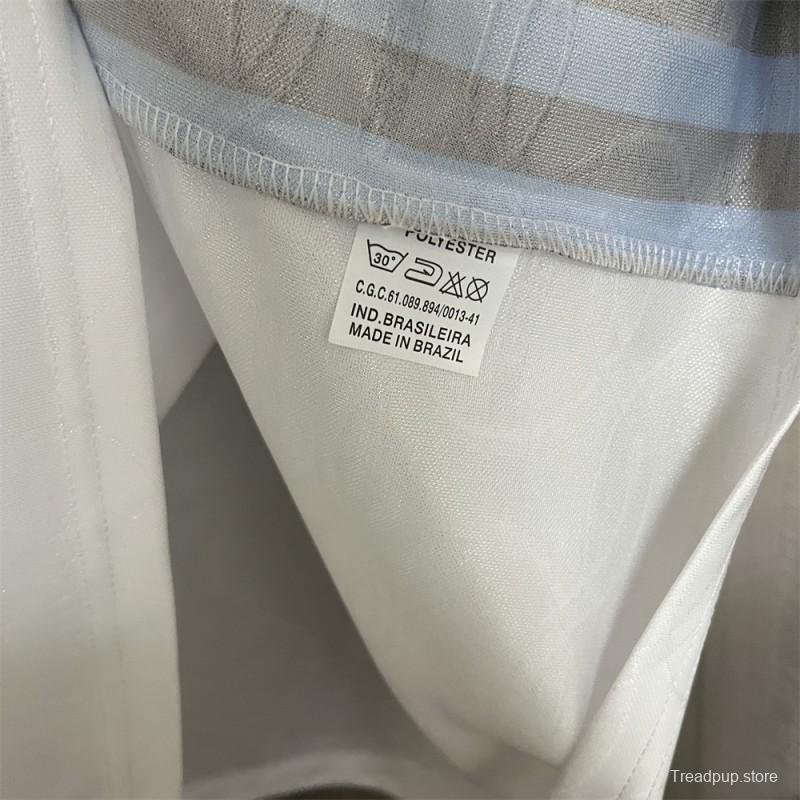 POLYESTER
30°
C.G.C.61.089.894/0013-41
IND.BRASILEIRA
MADE IN BRAZIL
Treadpup.store